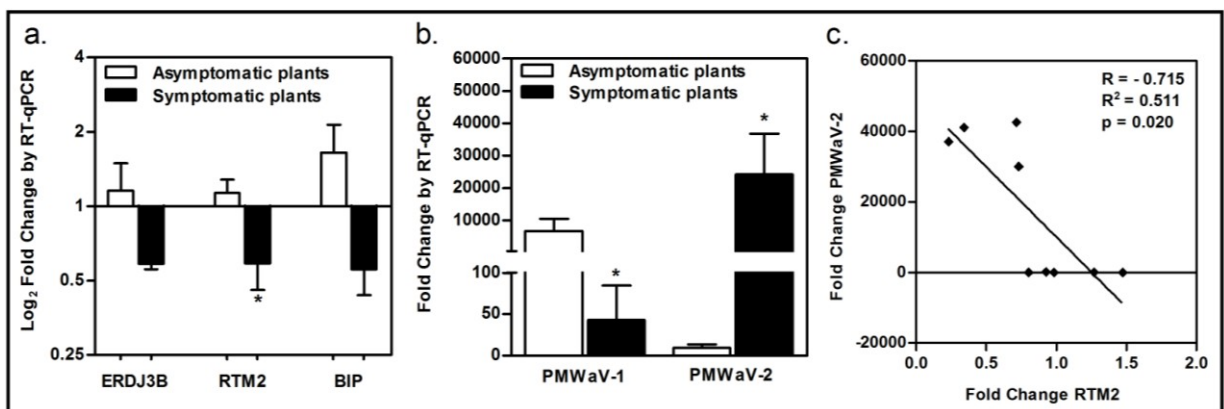 a.
Log2 Fold Change by RT-qPCR
4
2
1
0.5
0.25
Asymptomatic plants
Symptomatic plants
*
ERDJ3B RTM2 BIP
b.
Fold Change by RT-qPCR
60000
50000
40000
30000
20000
10000
100
50
0
Asymptomatic plants
Symptomatic plants
*
*
PMWaV-1 PMWaV-2
c.
Fold Change PMWaV-2
60000
40000
20000
0
-20000
R = - 0.715
R2 = 0.511
p = 0.020
0.0 0.5 1.0 1.5 2.0
Fold Change RTM2